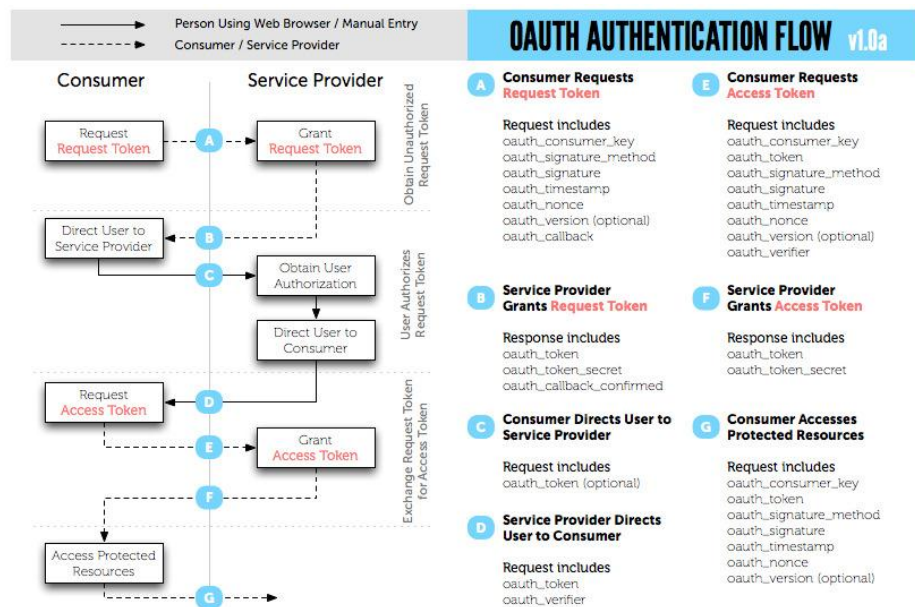 Person Using Web Browser / Manual Entry
Consumer / Service Provider
OAUTH AUTHENTICATION FLOW v1.0a
Consumer
Service Provider
Request
Request Token
A
Grant
Request Token
Obtain Unauthorized
Request Token
Direct User to
Service Provider
B
C
Obtain User
Authorization
Direct User to
Consumer
User Authorizes
Request Token
Request
Access Token
D
E
Grant
Access Token
F
Exchange Request Token
for Access Token
Access Protected
Resources
G
A
Consumer Requests
Request Token
Request includes
oauth_consumer_key
oauth_signature_method
oauth_signature
oauth_timestamp
oauth_nonce
oauth_version (optional)
oauth_callback
B
Service Provider
Grants Request Token
Response includes
oauth_token
oauth_token_secret
oauth_callback_confirmed
C
Consumer Directs User to
Service Provider
Request includes
oauth_token (optional)
D
Service Provider Directs
User to Consumer
Request includes
oauth_token
oauth_verifier
E
Consumer Requests
Access Token
Request includes
oauth_consumer_key
oauth_token
oauth_signature_method
oauth_signature
oauth_timestamp
oauth_nonce
oauth_version (optional)
oauth_verifier
F
Service Provider
Grants Access Token
Response includes
oauth_token
oauth_token_secret
G
Consumer Accesses
Protected Resources
Request includes
oauth_consumer_key
oauth_token
oauth_signature_method
oauth_signature
oauth_timestamp
oauth_nonce
oauth_version (optional)